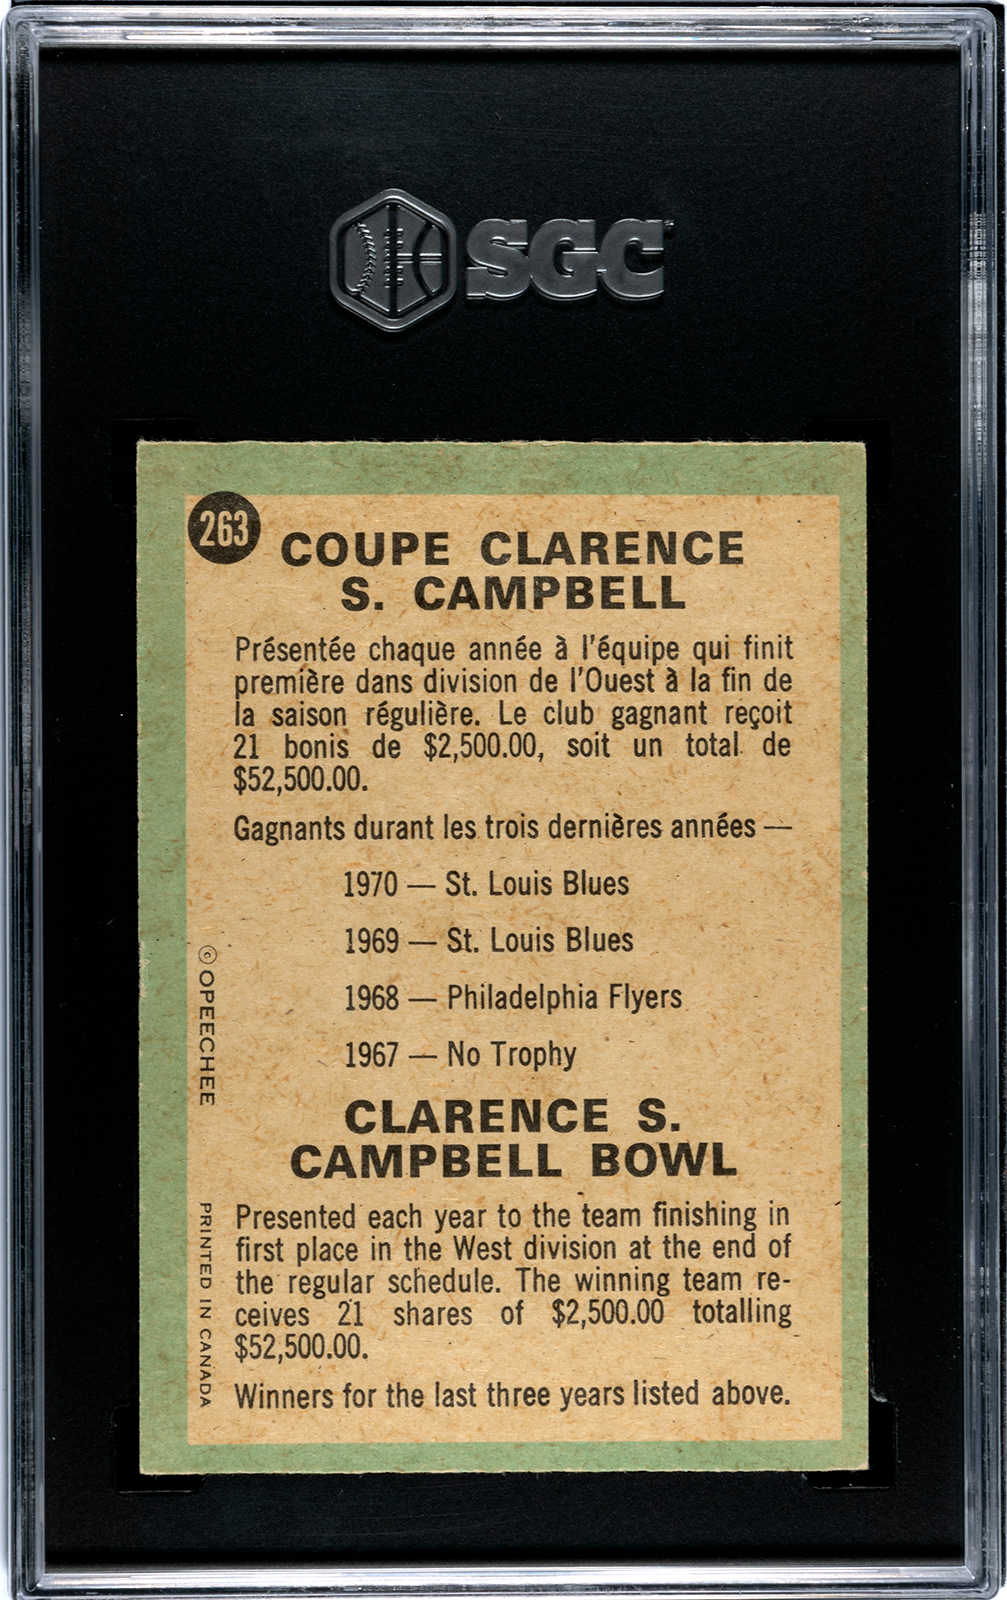 SGC
263
COUPE CLARENCE
S. CAMPBELL
Présentée chaque année à l'équipe qui finit
première dans division de l'Ouest à la fin de
la saison régulière. Le club gagnant reçoit
21 bonis de $2,500.00, soit un total de
$52,500.00.
Gagnants durant les trois dernières années —
1970 — St. Louis Blues
1969 — St. Louis Blues
1968 — Philadelphia Flyers
1967 — No Trophy
CLARENCE S.
CAMPBELL BOWL
Presented each year to the team finishing in
first place in the West division at the end of
the regular schedule. The winning team re-
ceives 21 shares of $2,500.00 totalling
$52,500.00.
Winners for the last three years listed above.
© OPEECHEE
PRINTED IN CANADA